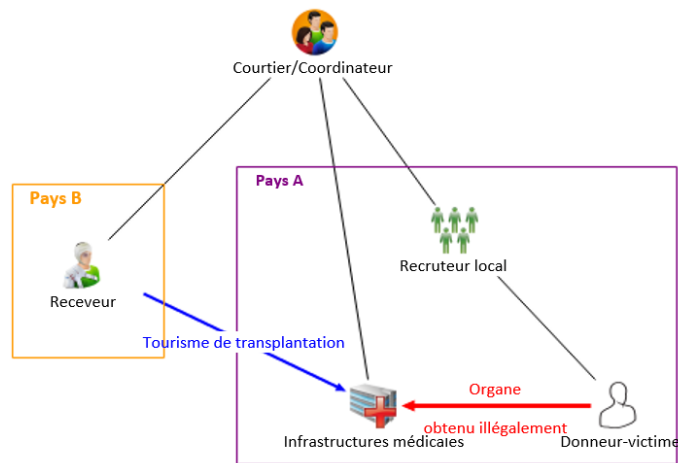 Courtier/Coordinateur
Pays A
Pays B
Recruteur local
Receveur
Tourisme de transplantation
Organe
obtenu illégalement
Infrastructures médicales
Donneur-victime